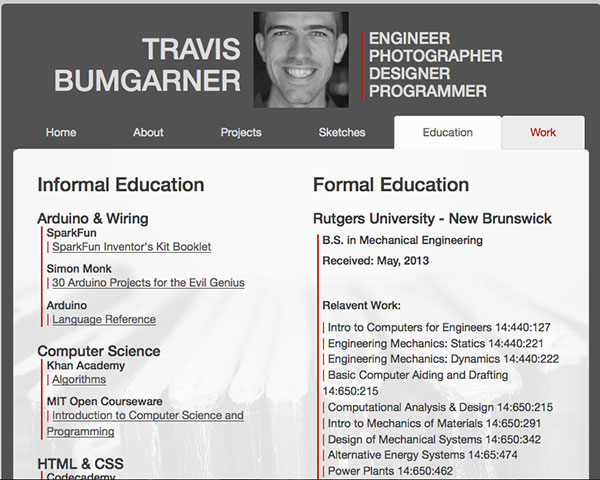 TRAVIS
BUMGARNER
ENGINEER
PHOTOGRAPHER
DESIGNER
PROGRAMMER
Home About Projects Sketches Education Work
Informal Education
Arduino & Wiring
SparkFun
| SparkFun Inventor's Kit Booklet
Simon Monk
| 30 Arduino Projects for the Evil Genius
Arduino
| Language Reference
Computer Science
Khan Academy
| Algorithms
MIT Open Courseware
| Introduction to Computer Science and
Programming
HTML & CSS
Codecademy
Formal Education
Rutgers University - New Brunswick
B.S. in Mechanical Engineering
Received: May, 2013
Relavent Work:
| Intro to Computers for Engineers 14:440:127
| Engineering Mechanics: Statics 14:440:221
| Engineering Mechanics: Dynamics 14:440:222
| Basic Computer Aiding and Drafting
14:650:215
| Computational Analysis & Design 14:650:215
| Intro to Mechanics of Materials 14:650:291
| Design of Mechanical Systems 14:650:342
| Alternative Energy Systems 14:65:474
| Power Plants 14:650:462